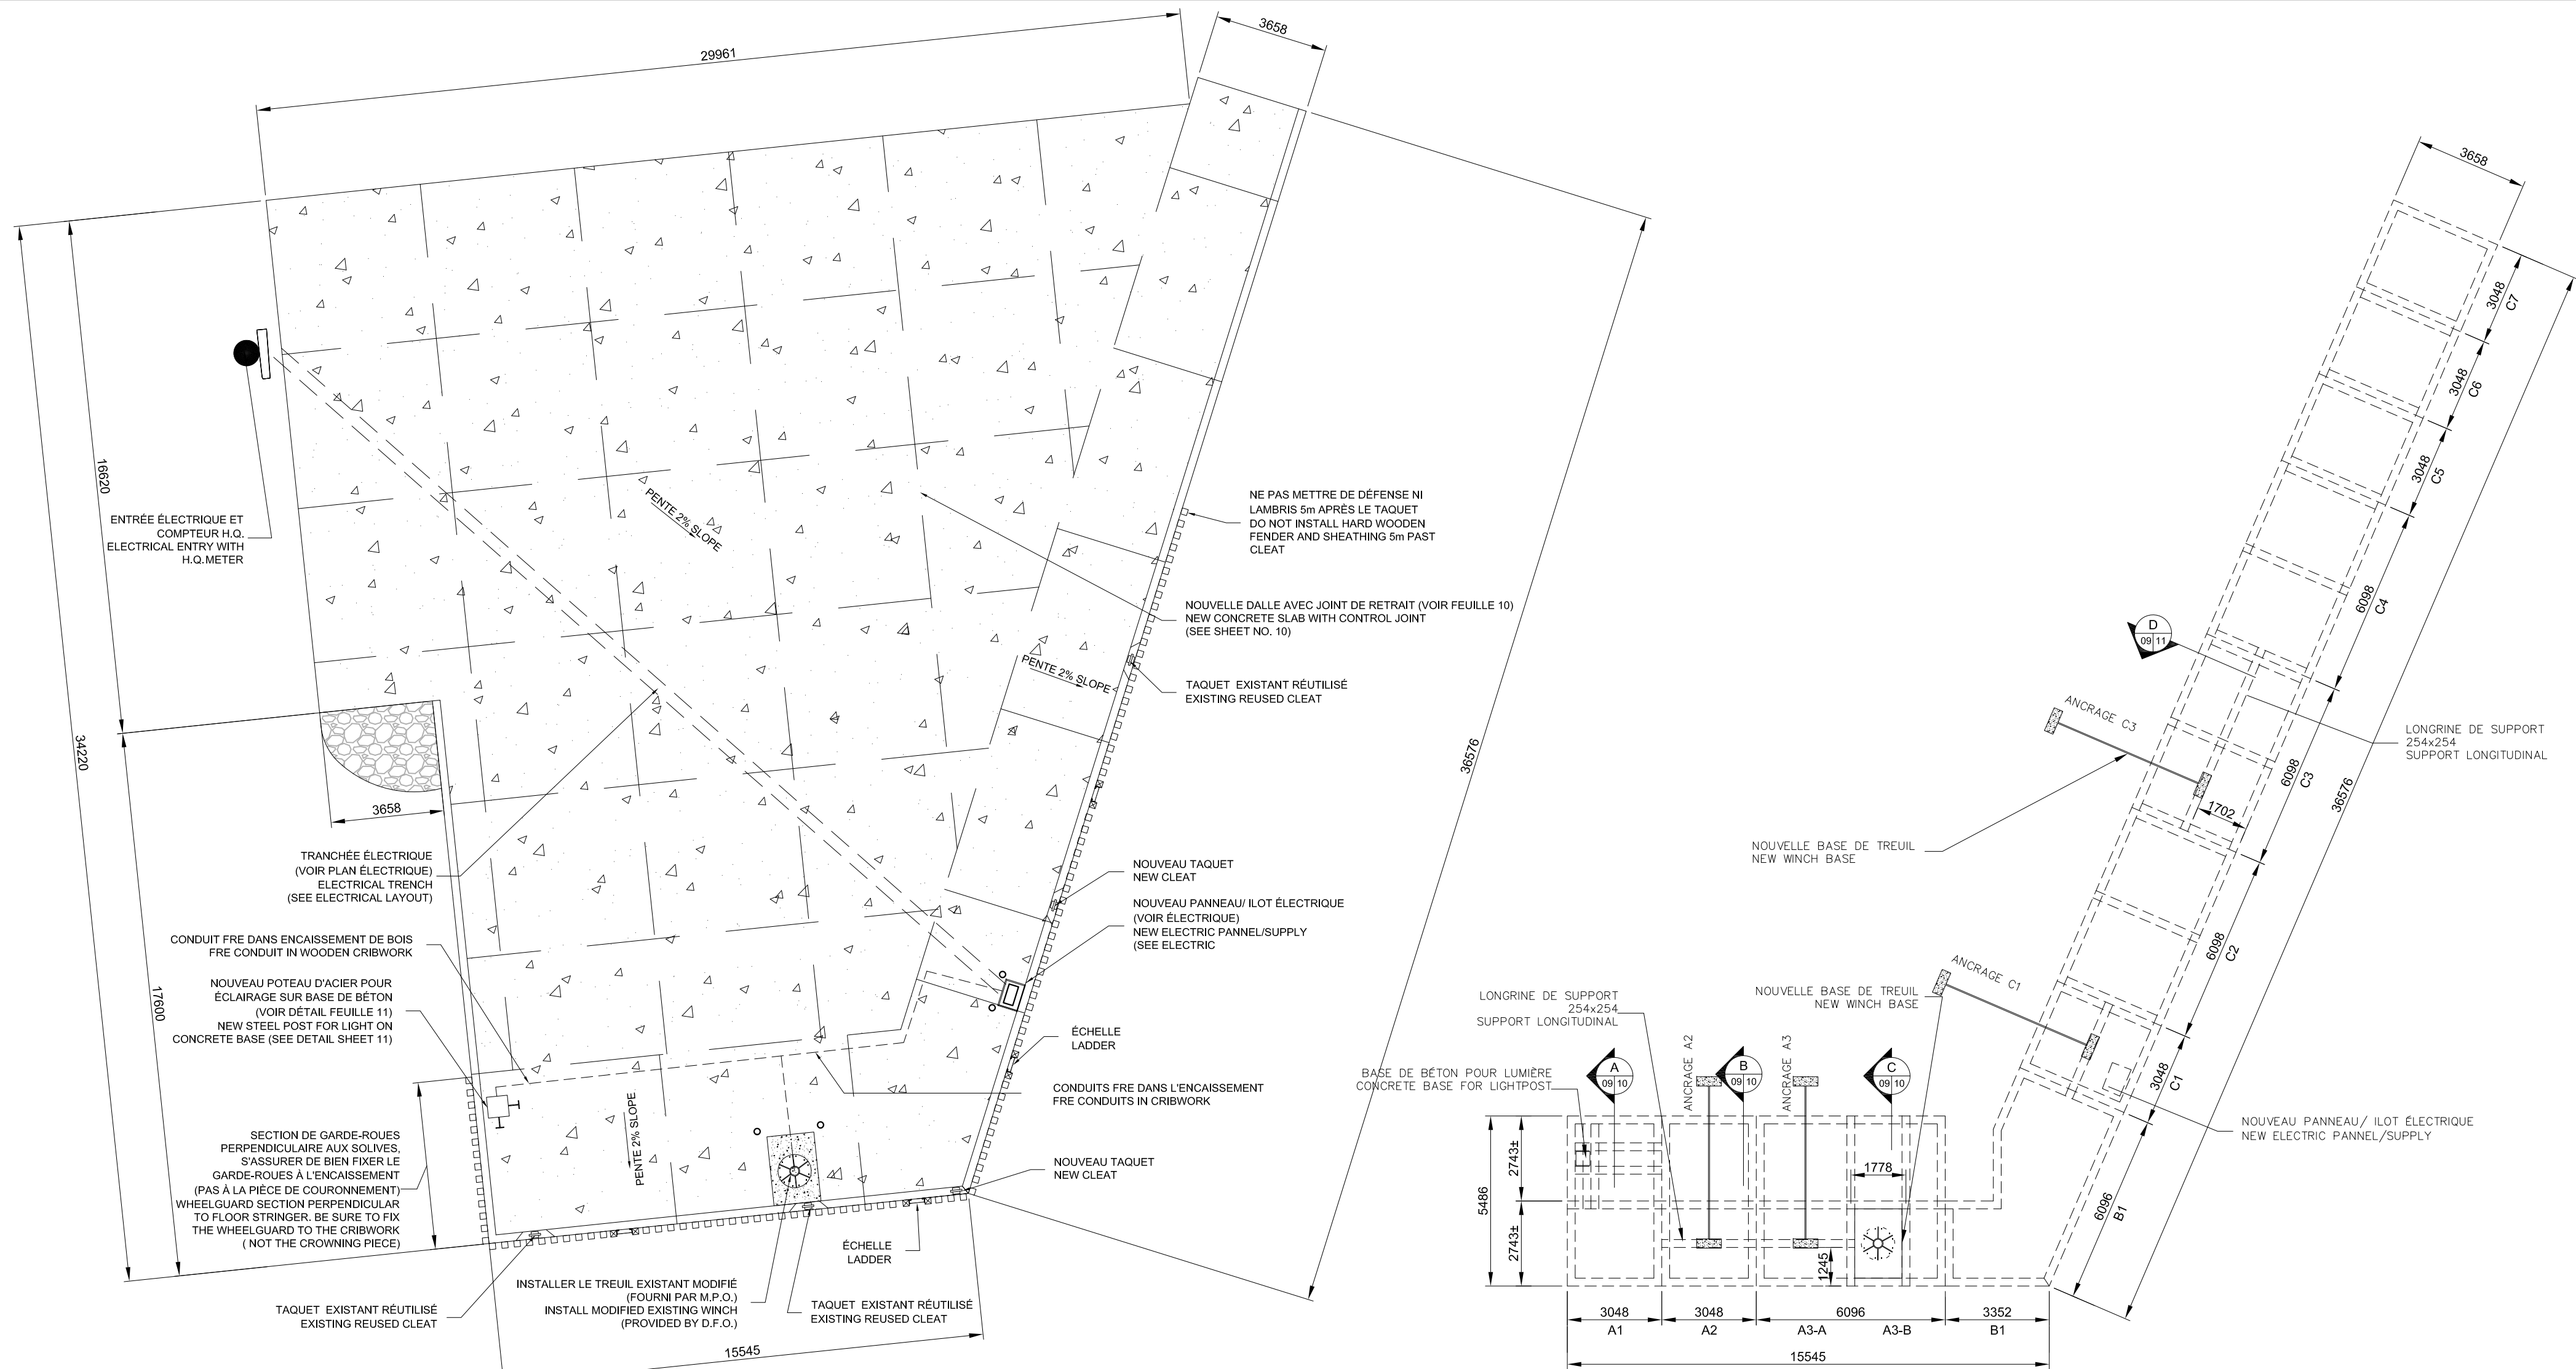 29961
3658
34220
16620
17600
ENTRÉE ÉLECTRIQUE ET
COMPTEUR H.Q.
ELECTRICAL ENTRY WITH
H.Q.METER
PENTE 2% SLOPE
3658
TRANCHÉE ÉLECTRIQUE
(VOIR PLAN ÉLECTRIQUE)
ELECTRICAL TRENCH
(SEE ELECTRICAL LAYOUT)
CONDUIT FRE DANS ENCAISSEMENT DE BOIS
FRE CONDUIT IN WOODEN CRIBWORK
NOUVEAU POTEAU D'ACIER POUR
ÉCLAIRAGE SUR BASE DE BÉTON
(VOIR DÉTAIL FEUILLE 11)
NEW STEEL POST FOR LIGHT ON
CONCRETE BASE (SEE DETAIL SHEET 11)
SECTION DE GARDE-ROUES
PERPENDICULAIRE AUX SOLIVES,
S'ASSURER DE BIEN FIXER LE
GARDE-ROUES À L'ENCAISSEMENT
(PAS À LA PIÈCE DE COURONNEMENT)
WHEELGUARD SECTION PERPENDICULAR
TO FLOOR STRINGER. BE SURE TO FIX
THE WHEELGUARD TO THE CRIBWORK
( NOT THE CROWNING PIECE)
TAQUET EXISTANT RÉUTILISÉ
EXISTING REUSED CLEAT
PENTE 2% SLOPE
INSTALLER LE TREUIL EXISTANT MODIFIÉ
(FOURNI PAR M.P.O.)
INSTALL MODIFIED EXISTING WINCH
(PROVIDED BY D.F.O.)
TAQUET EXISTANT RÉUTILISÉ
EXISTING REUSED CLEAT
15545
ÉCHELLE
LADDER
NOUVEAU TAQUET
NEW CLEAT
CONDUITS FRE DANS L'ENCAISSEMENT
FRE CONDUITS IN CRIBWORK
ÉCHELLE
LADDER
NOUVEAU PANNEAU/ ILOT ÉLECTRIQUE
(VOIR ÉLECTRIQUE)
NEW ELECTRIC PANNEL/SUPPLY
(SEE ELECTRIC
NOUVEAU TAQUET
NEW CLEAT
PENTE 2% SLOPE
TAQUET EXISTANT RÉUTILISÉ
EXISTING REUSED CLEAT
NOUVELLE DALLE AVEC JOINT DE RETRAIT (VOIR FEUILLE 10)
NEW CONCRETE SLAB WITH CONTROL JOINT
(SEE SHEET NO. 10)
NE PAS METTRE DE DÉFENSE NI
LAMBRIS 5m APRÈS LE TAQUET
DO NOT INSTALL HARD WOODEN
FENDER AND SHEATHING 5m PAST
CLEAT
36576
3658
3048
C7
3048
C6
3048
C5
6098
C4
6098
C3
6098
C2
3048
C1
6096
B1
36576
D
09 11
ANCRAGE C3
LONGRINE DE SUPPORT
254x254
SUPPORT LONGITUDINAL
1702
NOUVELLE BASE DE TREUIL
NEW WINCH BASE
ANCRAGE C1
NOUVELLE BASE DE TREUIL
NEW WINCH BASE
LONGRINE DE SUPPORT
254x254
SUPPORT LONGITUDINAL
BASE DE BÉTON POUR LUMIÈRE
CONCRETE BASE FOR LIGHTPOST
A
09 10
ANCRAGE A2
B
09 10
ANCRAGE A3
C
09 10
NOUVEAU PANNEAU/ ILOT ÉLECTRIQUE
NEW ELECTRIC PANNEL/SUPPLY
5486
2743±
2743±
1778
1245
3048
A1
3048
A2
6096
A3-A
A3-B
3352
B1
15545